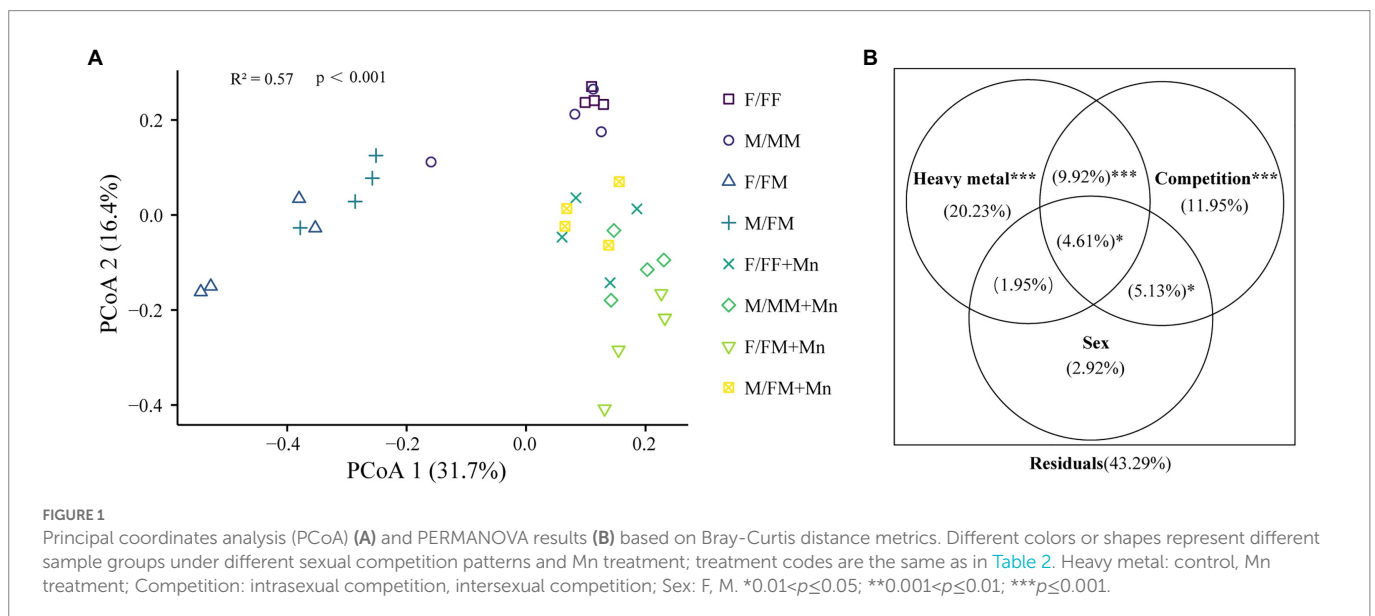 A
R² = 0.57 p < 0.001
0.2
0.0
−0.2
−0.4
PCoA 2 (16.4%)
−0.4 −0.2 0.0 0.2
PCoA 1 (31.7%)
F/FF
M/MM
F/FM
M/FM
F/FF+Mn
M/MM+Mn
F/FM+Mn
M/FM+Mn
B
Heavy metal*** (9.92%)*** Competition***
(20.23%) (11.95%)
(4.61%)*
(1.95%) (5.13%)*
Sex
(2.92%)
Residuals(43.29%)
FIGURE 1
Principal coordinates analysis (PCoA) (A) and PERMANOVA results (B) based on Bray-Curtis distance metrics. Different colors or shapes represent different
sample groups under different sexual competition patterns and Mn treatment; treatment codes are the same as in Table 2. Heavy metal: control, Mn
treatment; Competition: intrasexual competition, intersexual competition; Sex: F, M. *0.01<p≤0.05; **0.001<p≤0.01; ***p≤0.001.